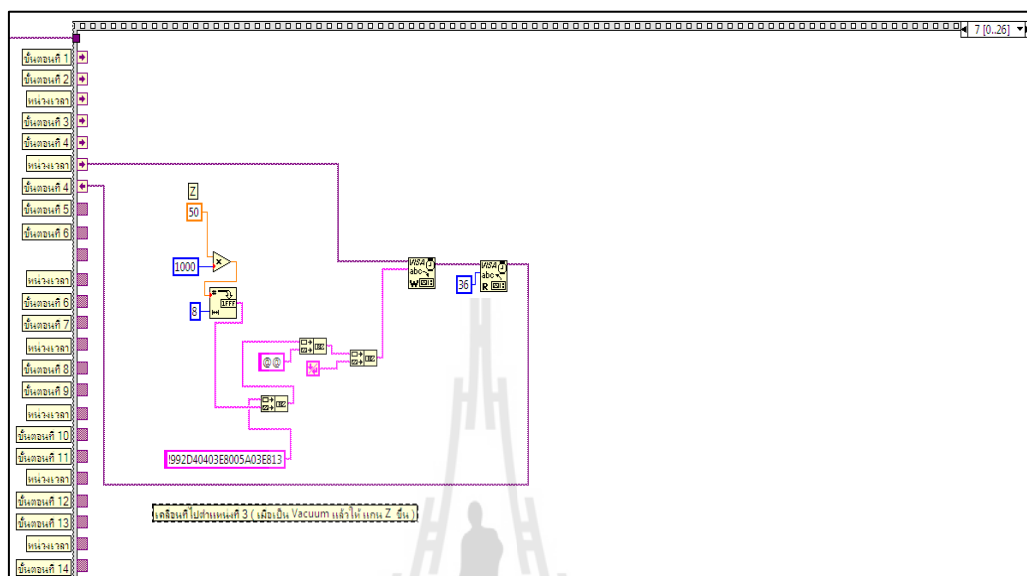 7 [0..26]
ขั้นตอนที่ 1
ขั้นตอนที่ 2
หน่วงเวลา
ขั้นตอนที่ 3
ขั้นตอนที่ 4
หน่วงเวลา
ขั้นตอนที่ 4
ขั้นตอนที่ 5
ขั้นตอนที่ 6
หน่วงเวลา
ขั้นตอนที่ 6
ขั้นตอนที่ 7
หน่วงเวลา
ขั้นตอนที่ 8
ขั้นตอนที่ 9
หน่วงเวลา
ขั้นตอนที่ 10
ขั้นตอนที่ 11
หน่วงเวลา
ขั้นตอนที่ 12
ขั้นตอนที่ 13
หน่วงเวลา
ขั้นตอนที่ 14
Z
50
1000
8
1FFF
@@
!992D40403E8005A03E813
VISA
abc
W
36
VISA
abc
R
เคลื่อนที่ไปตำแหน่งที่ 3 ( เมื่อเป็น Vacuum แล้วให้ แกน Z ขึ้น )